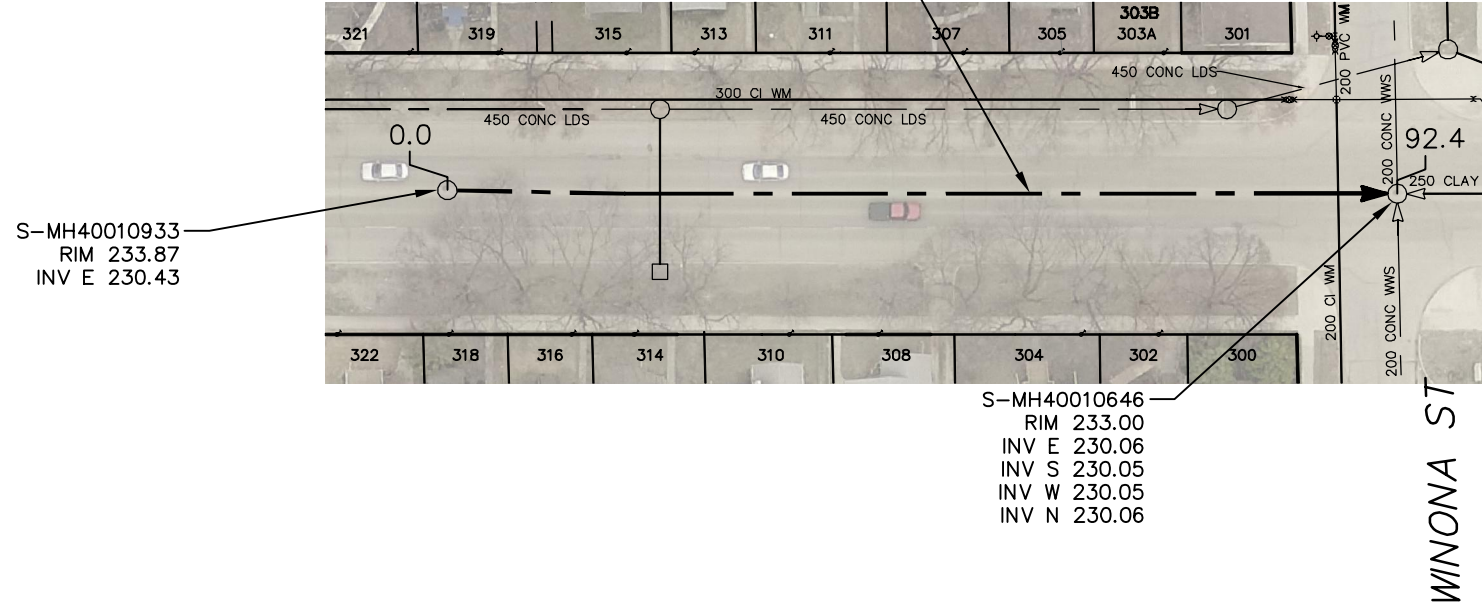 321 319 315 313 311 307 305 303B 303A 301
200 PVC WM
450 CONC LDS
300 CI WM
450 CONC LDS 450 CONC LDS
200 CONC WWS
0.0
92.4
250 CLAY
S-MH40010933
RIM 233.87
INV E 230.43
200 CI WM
200 CONC WWS
322 318 316 314 310 308 304 302 300
S-MH40010646
RIM 233.00
INV E 230.06
INV S 230.05
INV W 230.05
INV N 230.06
WINONA ST